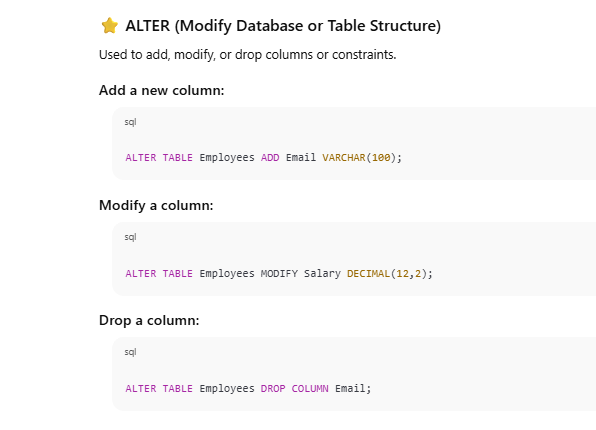 ⭐ ALTER (Modify Database or Table Structure)
Used to add, modify, or drop columns or constraints.
Add a new column:
sql
ALTER TABLE Employees ADD Email VARCHAR(100);
Modify a column:
sql
ALTER TABLE Employees MODIFY Salary DECIMAL(12,2);
Drop a column:
sql
ALTER TABLE Employees DROP COLUMN Email;